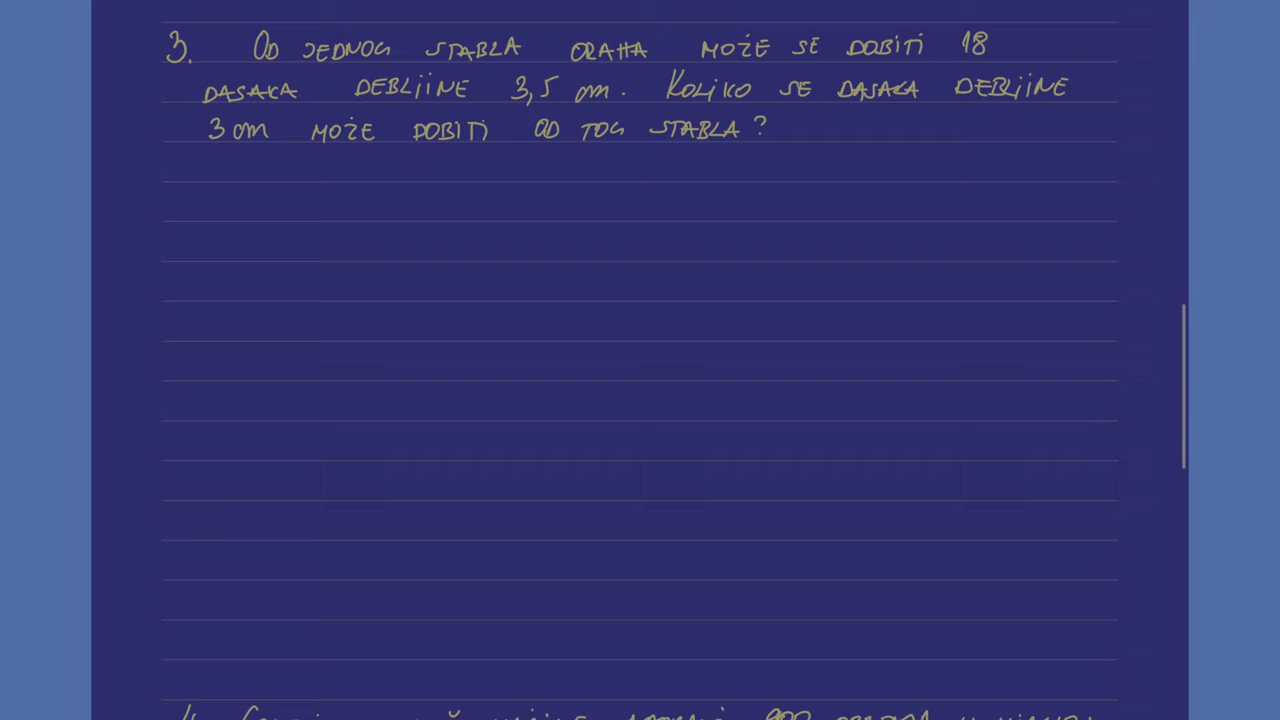 3. OD JEDNOG STABLA ORAHA MOŽE SE DOBITI 18
DASAKA DEBLJINE 3,5 cm. KOLIKO SE DASAKA DEBLJINE
3 cm MOŽE DOBITI OD TOG STABLA?